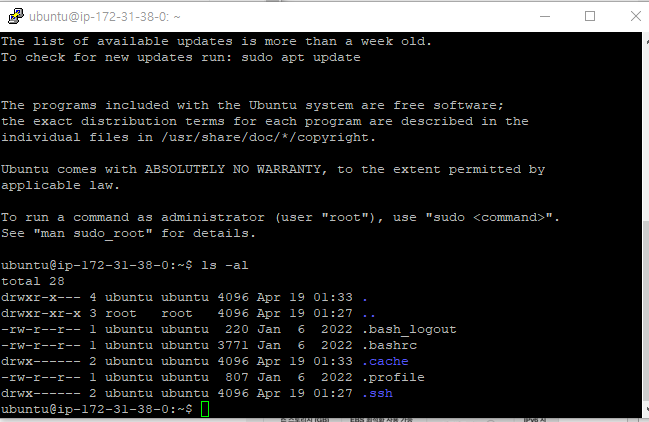 ubuntu@ip-172-31-38-0: ~
The list of available updates is more than a week old.
To check for new updates run: sudo apt update
The programs included with the Ubuntu system are free software;
the exact distribution terms for each program are described in the
individual files in /usr/share/doc/*/copyright.
Ubuntu comes with ABSOLUTELY NO WARRANTY, to the extent permitted by
applicable law.
To run a command as administrator (user "root"), use "sudo <command>".
See "man sudo_root" for details.
ubuntu@ip-172-31-38-0:~$ ls -al
total 28
drwxr-x--- 4 ubuntu ubuntu 4096 Apr 19 01:33 .
drwxr-xr-x 3 root   root   4096 Apr 19 01:27 ..
-rw-r--r-- 1 ubuntu ubuntu  220 Jan  6  2022 .bash_logout
-rw-r--r-- 1 ubuntu ubuntu 3771 Jan  6  2022 .bashrc
drwx------ 2 ubuntu ubuntu 4096 Apr 19 01:33 .cache
-rw-r--r-- 1 ubuntu ubuntu  807 Jan  6  2022 .profile
drwx------ 2 ubuntu ubuntu 4096 Apr 19 01:27 .ssh
ubuntu@ip-172-31-38-0:~$